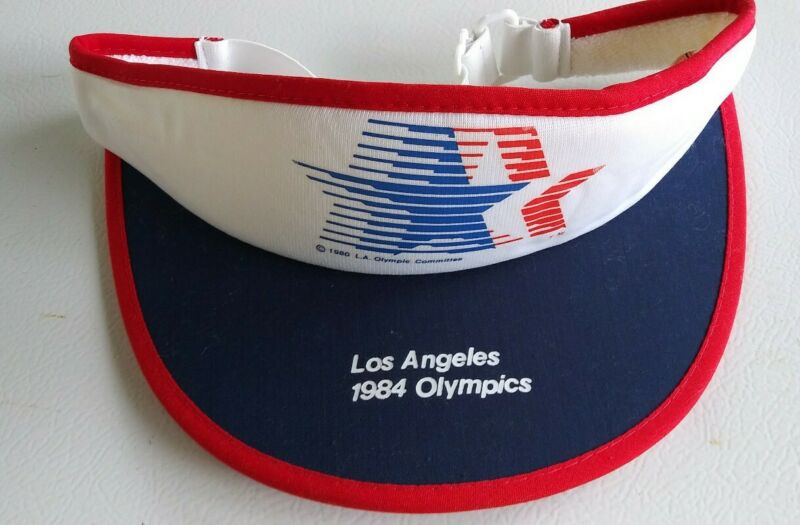 © 1980 L.A. Olympic Committee
Los Angeles
1984 Olympics